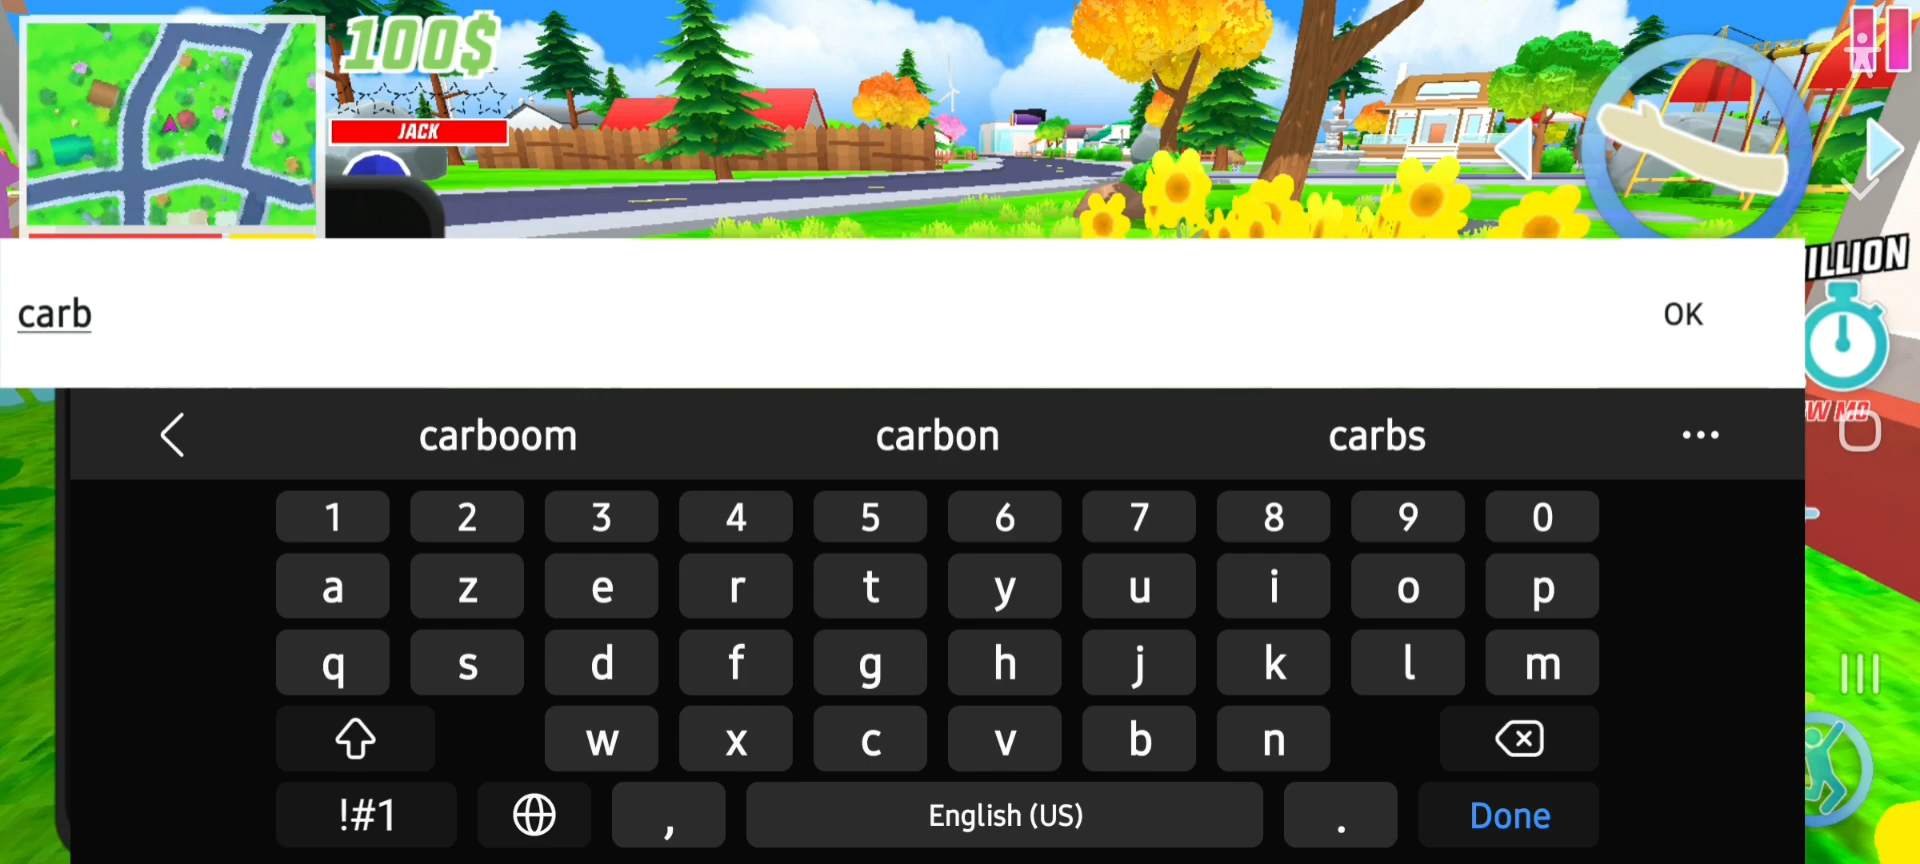 100$
JACK
ILLION
carb
OK
W MO
carboom carbon carbs ...
1 2 3 4 5 6 7 8 9 0
a z e r t y u i o p
q s d f g h j k l m
w x c v b n
!#1 , English (US) . Done